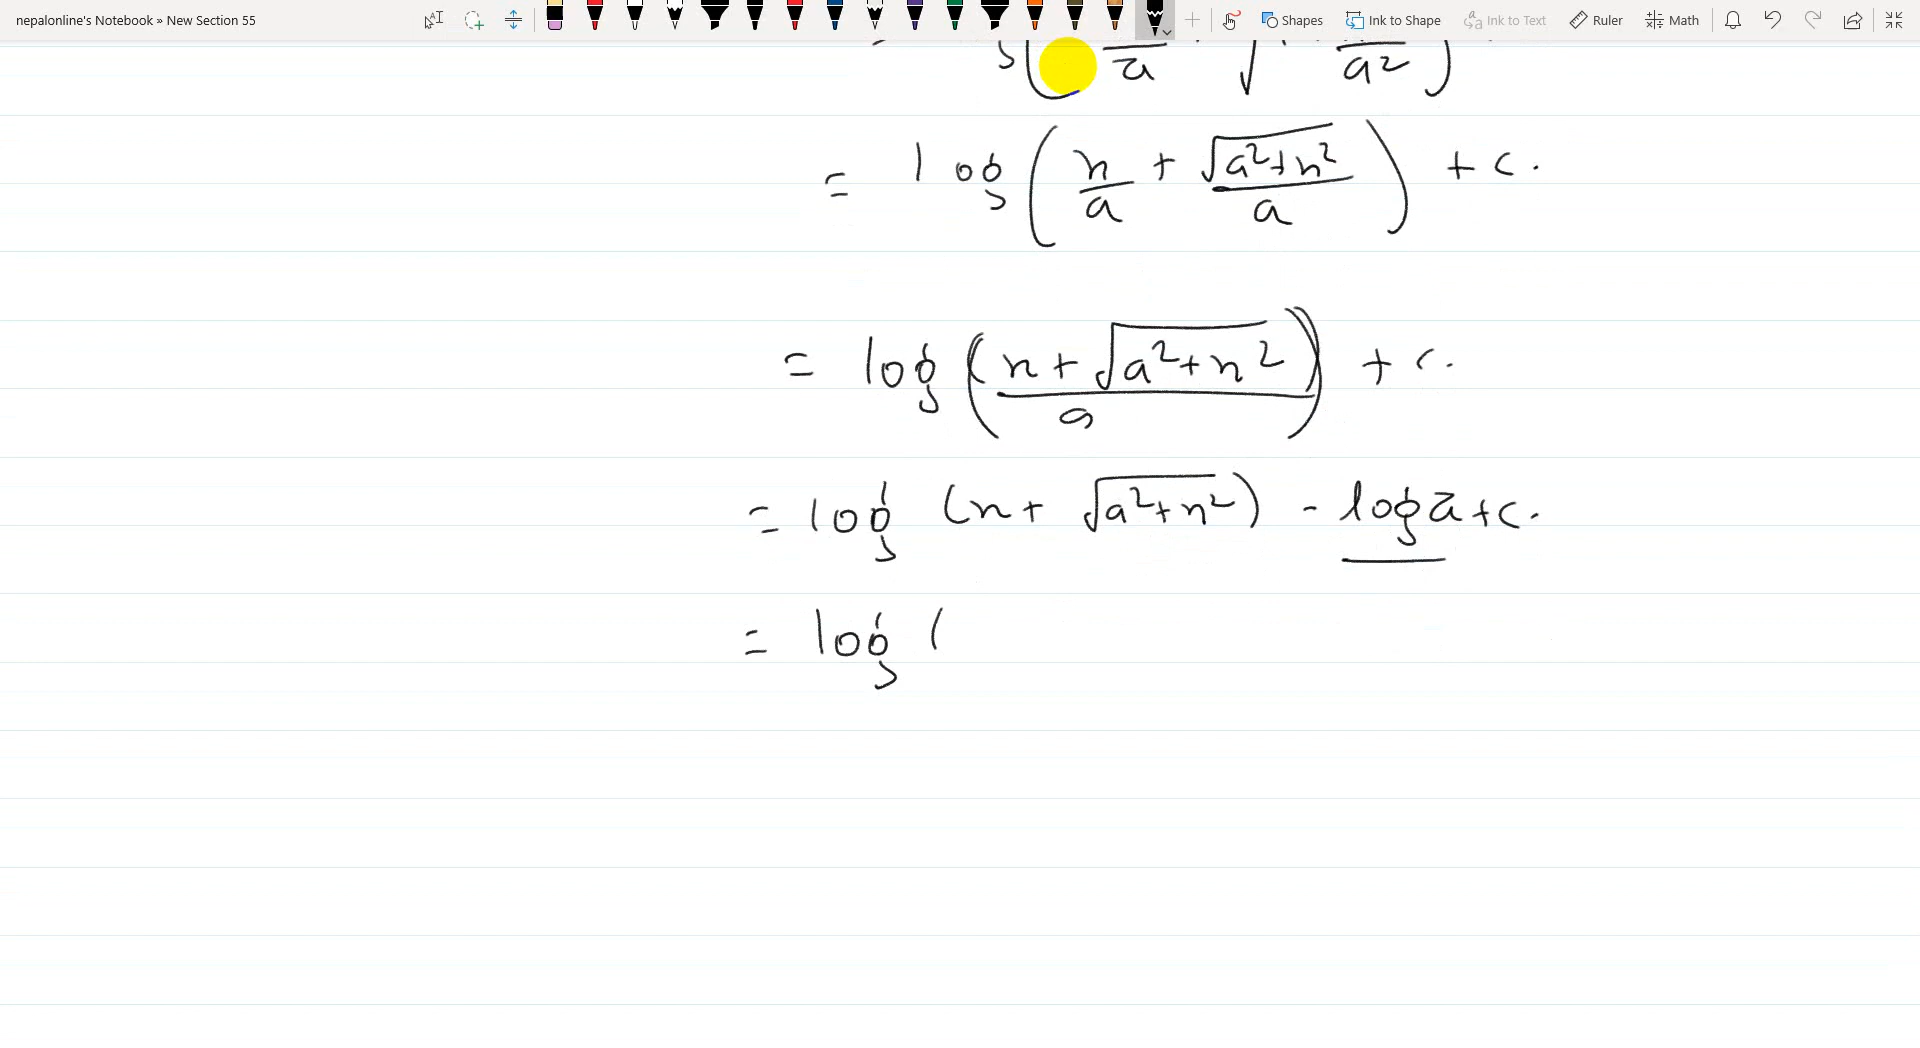 nepalonline's Notebook » New Section 55
Shapes Ink to Shape Ink to Text Ruler Math
= log(x/a + √(a²+x²)/a) + c.
= log((x+√(a²+x²))/a) + c.
= log (x+ √(a²+x²)) - log a + c.
= log (